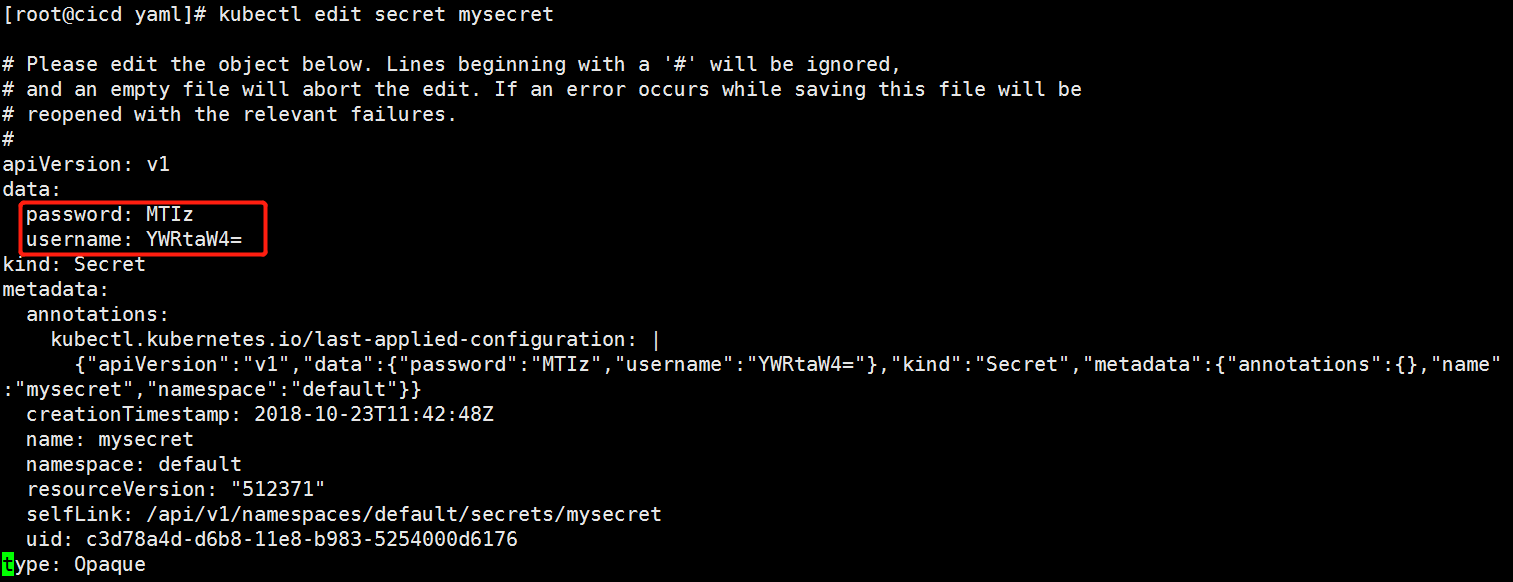 [root@cicd yaml]# kubectl edit secret mysecret
# Please edit the object below. Lines beginning with a '#' will be ignored,
# and an empty file will abort the edit. If an error occurs while saving this file will be
# reopened with the relevant failures.
#
apiVersion: v1
data:
  password: MTIz
  username: YWRtaW4=
kind: Secret
metadata:
  annotations:
    kubectl.kubernetes.io/last-applied-configuration: |
      {"apiVersion":"v1","data":{"password":"MTIz","username":"YWRtaW4="},"kind":"Secret","metadata":{"annotations":{},"name"
:"mysecret","namespace":"default"}}
  creationTimestamp: 2018-10-23T11:42:48Z
  name: mysecret
  namespace: default
  resourceVersion: "512371"
  selfLink: /api/v1/namespaces/default/secrets/mysecret
  uid: c3d78a4d-d6b8-11e8-b983-5254000d6176
type: Opaque